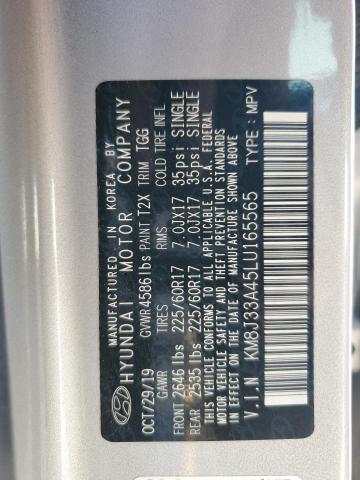 MANUFACTURED IN KOREA BY
HYUNDAI MOTOR COMPANY
OCT/29/19 GVWR 4586 lbs PAINT T2X TRIM TGG
GAWR TIRES RIMS COLD TIRE INFL
FRONT 2646 lbs 225/60R17 7.0JX17 35psi SINGLE
REAR 2535 lbs 225/60R17 7.0JX17 35psi SINGLE
THIS VEHICLE CONFORMS TO ALL APPLICABLE U.S.A. FEDERAL
MOTOR VEHICLE SAFETY AND THEFT PREVENTION STANDARDS
IN EFFECT ON THE DATE OF MANUFACTURE SHOWN ABOVE.
V.I.N : KM8J33A45LU165565 TYPE : MPV